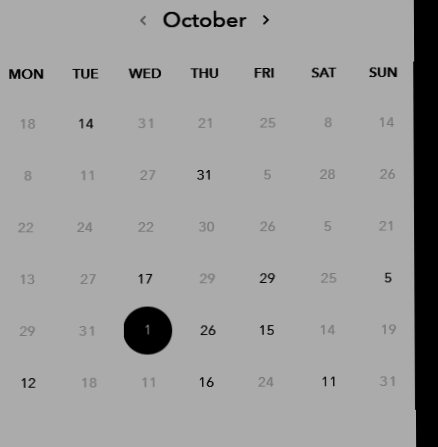 ‹ October ›
MON TUE WED THU FRI SAT SUN
18 14 31 21 25 8 14
8 11 27 31 5 28 26
22 24 22 30 26 5 21
13 27 17 29 29 25 5
29 31 1 26 15 14 19
12 18 11 16 24 11 31